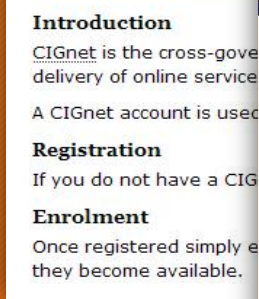 Introduction
CIGnet is the cross-gove
delivery of online service
A CIGnet account is used
Registration
If you do not have a CIG
Enrolment
Once registered simply e
they become available.